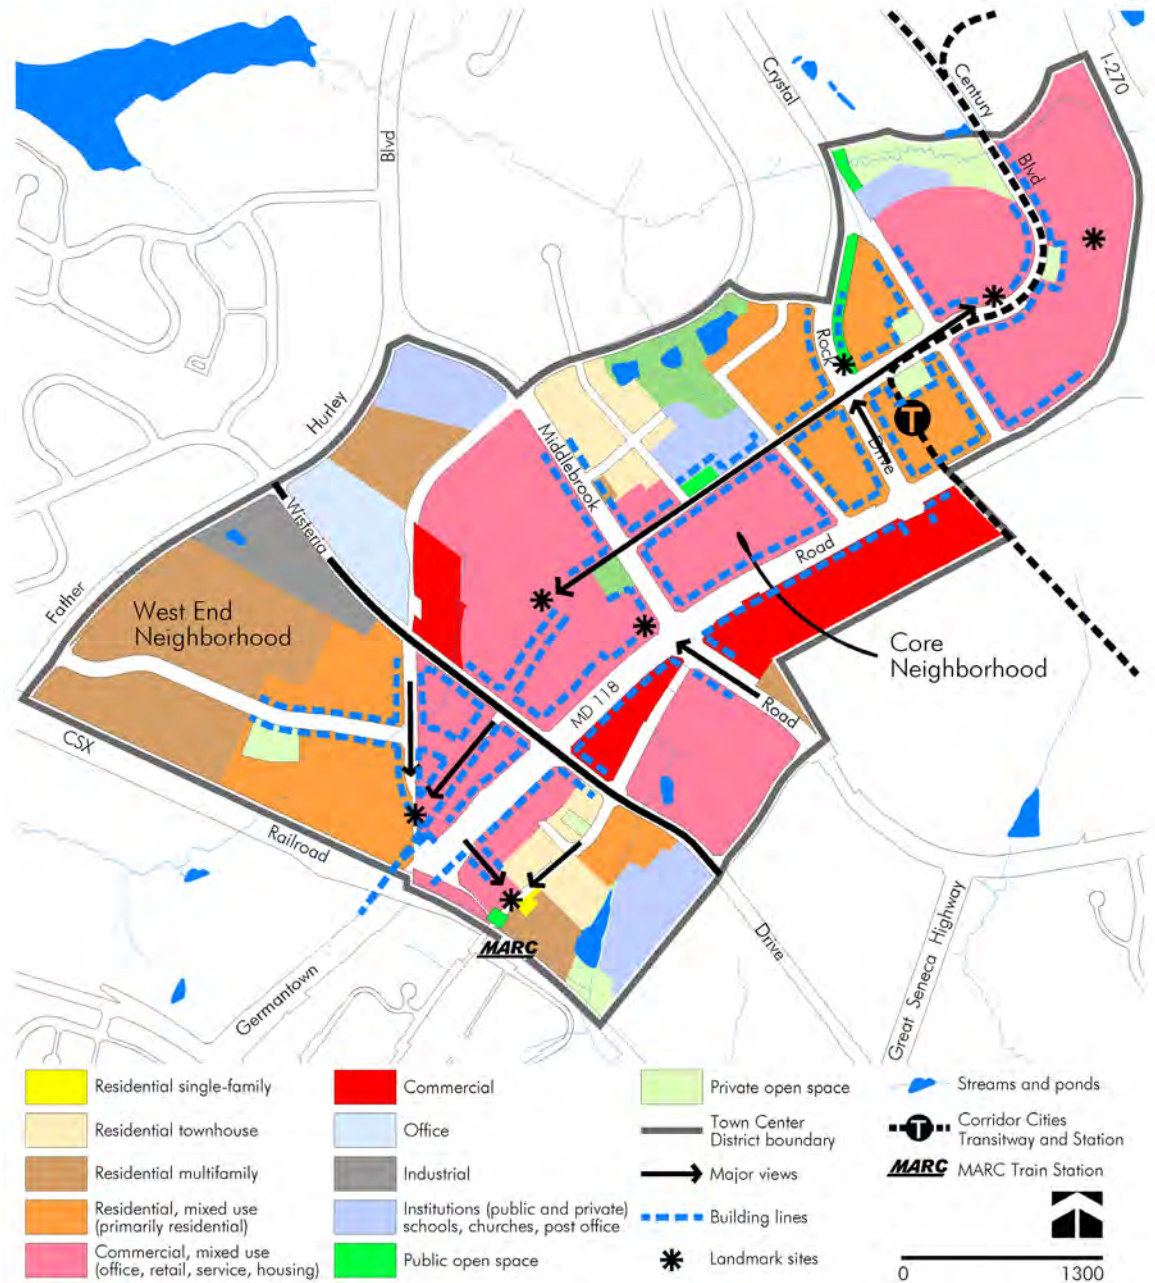 Crystal
Century
I-270
Blvd
Blvd
Rock
Hurley
Middlebrook
T
Drive
Wisteria
Road
Father
West End
Neighborhood
Core
Neighborhood
MD 118
Road
CSX
Railroad
MARC
Drive
Great Seneca Highway
Germantown
Residential single-family
Residential townhouse
Residential multifamily
Residential, mixed use
(primarily residential)
Commercial, mixed use
(office, retail, service, housing)
Commercial
Office
Industrial
Institutions (public and private)
schools, churches, post office
Public open space
Private open space
Town Center
District boundary
Major views
Building lines
Landmark sites
Streams and ponds
T
Corridor Cities
Transitway and Station
MARC
MARC Train Station
0
1300